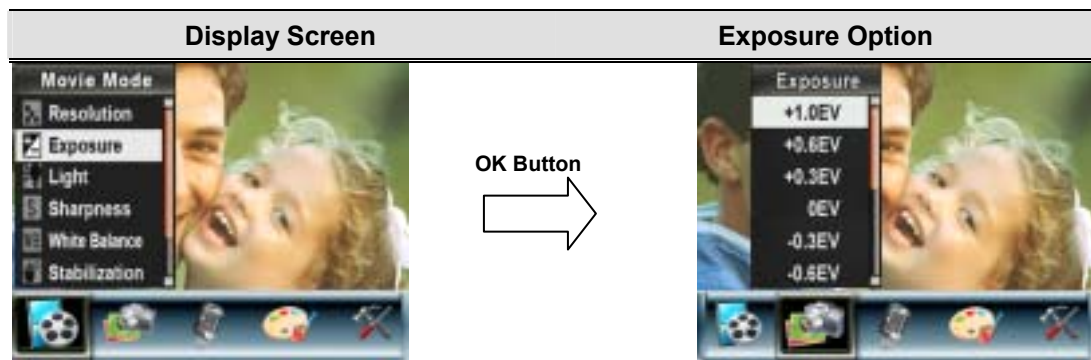 Display Screen
Exposure Option
Movie Mode
Resolution
Exposure
Light
Sharpness
White Balance
Stabilization
OK Button
Exposure
+1.0EV
+0.6EV
+0.3EV
0EV
-0.3EV
-0.6EV